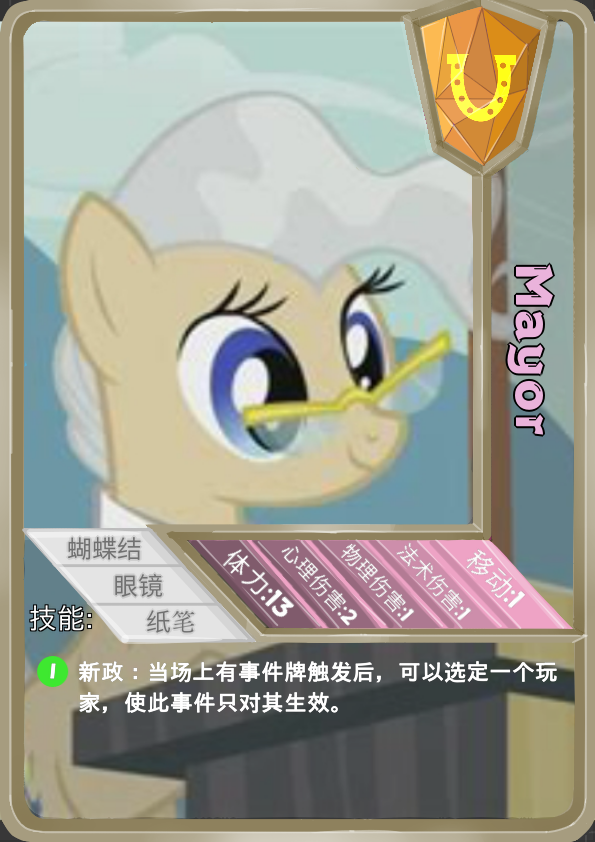 Mayor
蝴蝶结
眼镜
纸笔
体力:13
心理伤害:2
物理伤害:1
法术伤害:1
移动:1
技能:
1 新政：当场上有事件牌触发后，可以选定一个玩
家，使此事件只对其生效。